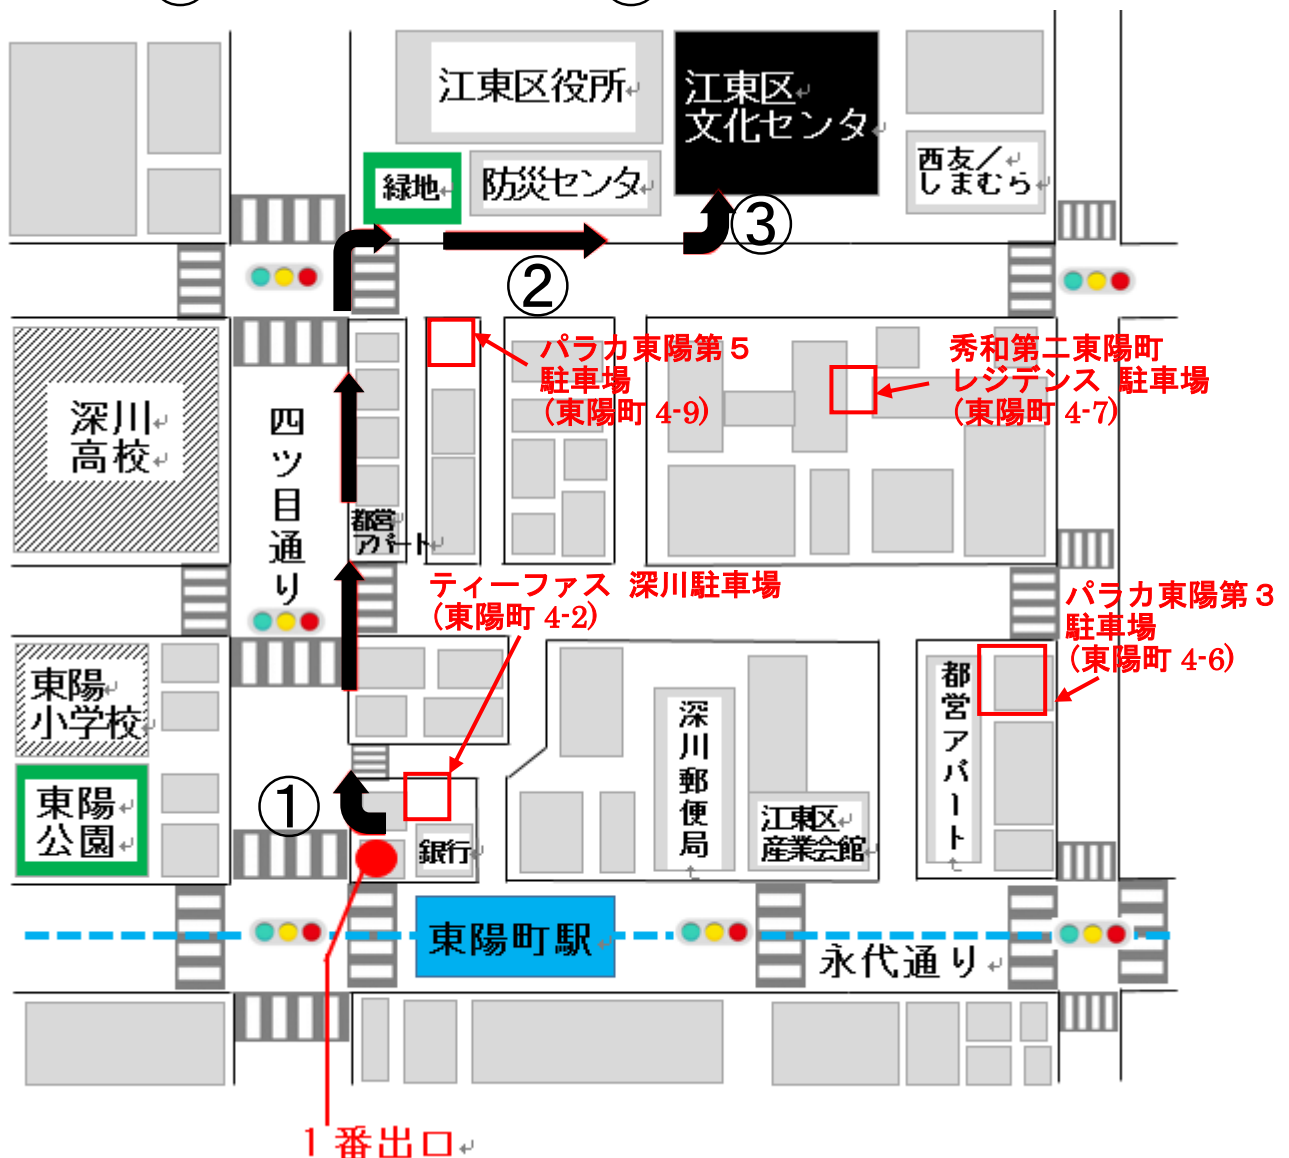 江東区役所
江東区
文化センタ
緑地
防災センタ
西友／
しまむら
③
②
パラカ東陽第５
駐車場
(東陽町 4-9)
秀和第二東陽町
レジデンス 駐車場
(東陽町 4-7)
深川
高校
四ツ目通り
都営
アパート
ティーファス 深川駐車場
(東陽町 4-2)
パラカ東陽第３
駐車場
(東陽町 4-6)
東陽
小学校
深川郵便局
都営アパート
東陽
公園
①
江東区
産業会館
銀行
東陽町駅
永代通り
１番出口